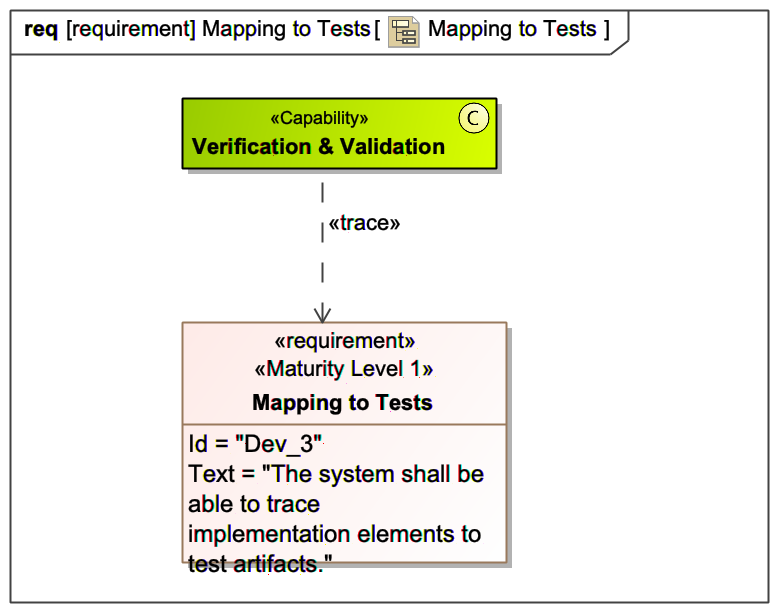 req [requirement] Mapping to Tests [ Mapping to Tests ]
«Capability»
C
Verification & Validation
«trace»
«requirement»
«Maturity Level 1»
Mapping to Tests
Id = "Dev_3"
Text = "The system shall be
able to trace
implementation elements to
test artifacts."